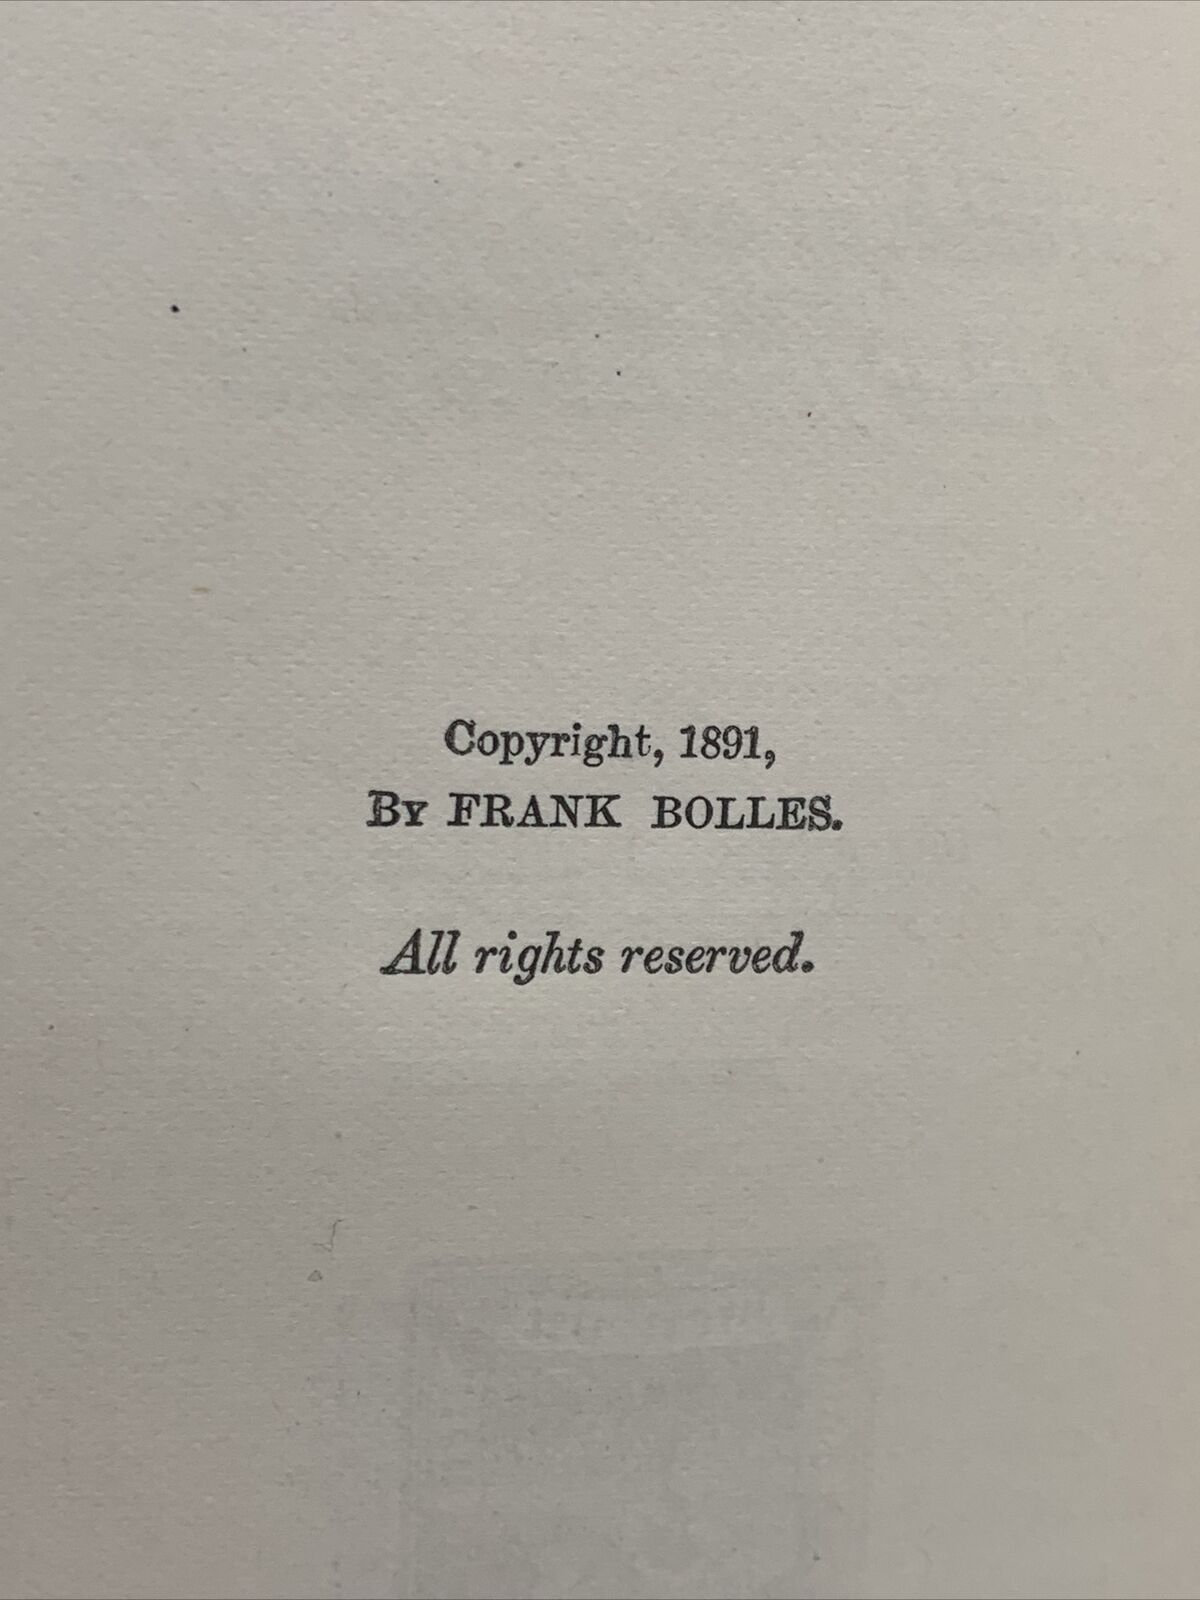 Copyright, 1891,
By FRANK BOLLES.
All rights reserved.